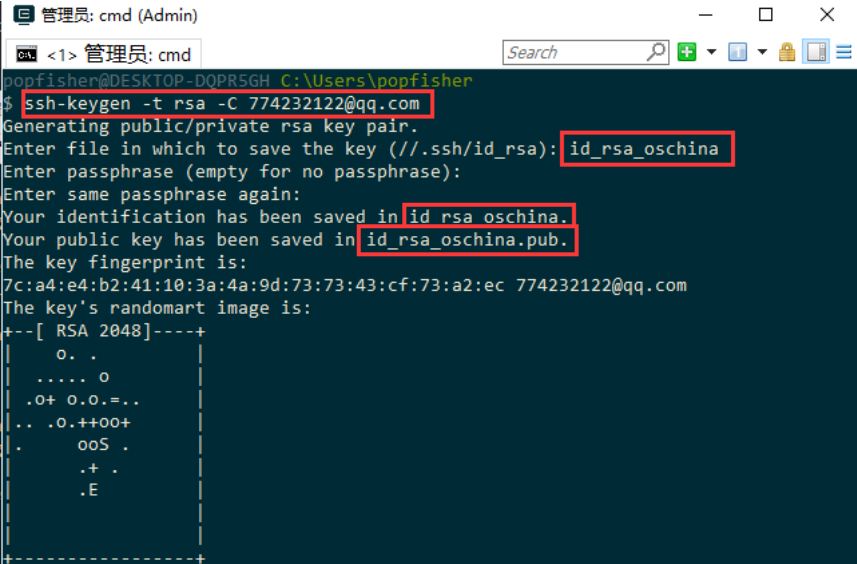 管理员: cmd (Admin)
<1> 管理员: cmd
Search
popfisher@DESKTOP-DQPR5GH C:\Users\popfisher
$ ssh-keygen -t rsa -C 774232122@qq.com
Generating public/private rsa key pair.
Enter file in which to save the key (//.ssh/id_rsa): id_rsa_oschina
Enter passphrase (empty for no passphrase):
Enter same passphrase again:
Your identification has been saved in id_rsa_oschina.
Your public key has been saved in id_rsa_oschina.pub.
The key fingerprint is:
7c:a4:e4:b2:41:10:3a:4a:9d:73:73:43:cf:73:a2:ec 774232122@qq.com
The key's randomart image is:
+--[ RSA 2048]----+
|    o. .         |
|  ..... o        |
| .o+ o.o.=..     |
|.. .o.++oo+      |
|.     ooS .      |
|      .+ .       |
|      .E         |
|                 |
|                 |
+-----------------+